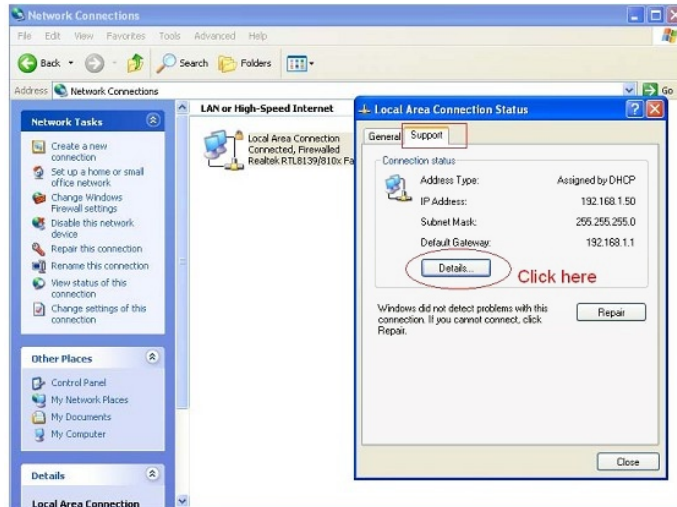 Network Connections
File Edit View Favorites Tools Advanced Help
Back Search Folders
Address Network Connections Go
Network Tasks
Create a new
connection
Set up a home or small
office network
Change Windows
Firewall settings
Disable this network
device
Repair this connection
Rename this connection
View status of this
connection
Change settings of this
connection
Other Places
Control Panel
My Network Places
My Documents
My Computer
Details
Local Area Connection
LAN or High-Speed Internet
Local Area Connection
Connected, Firewalled
Realtek RTL8139/810x Fa
Local Area Connection Status
General Support
Connection status
Address Type: Assigned by DHCP
IP Address: 192.168.1.50
Subnet Mask: 255.255.255.0
Default Gateway: 192.168.1.1
Details...
Click here
Windows did not detect problems with this
connection. If you cannot connect, click
Repair.
Repair
Close